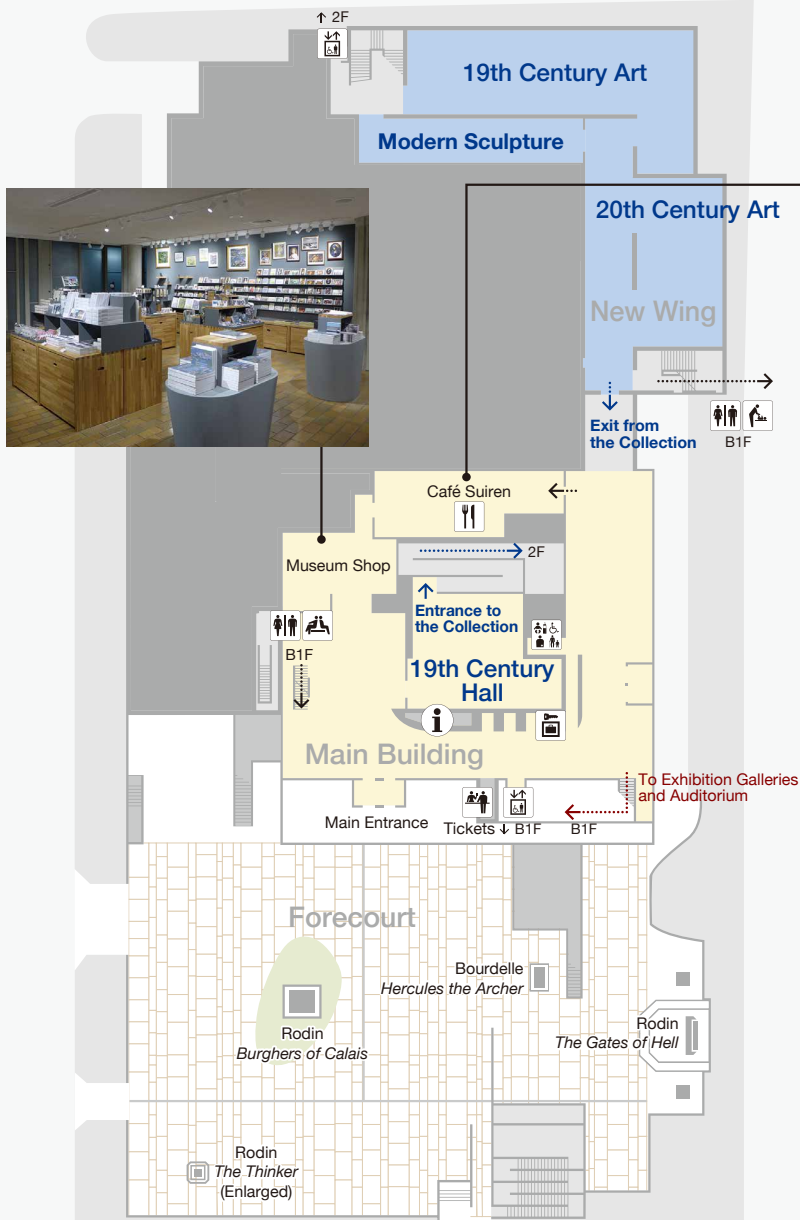 ↑ 2F
19th Century Art
Modern Sculpture
20th Century Art
New Wing
Exit from
the Collection
B1F
Café Suiren
2F
Museum Shop
Entrance to
the Collection
B1F
19th Century
Hall
i
Main Building
To Exhibition Galleries
and Auditorium
Main Entrance
Tickets ↓ B1F
B1F
Forecourt
Bourdelle
Hercules the Archer
Rodin
The Gates of Hell
Rodin
Burghers of Calais
Rodin
The Thinker
(Enlarged)